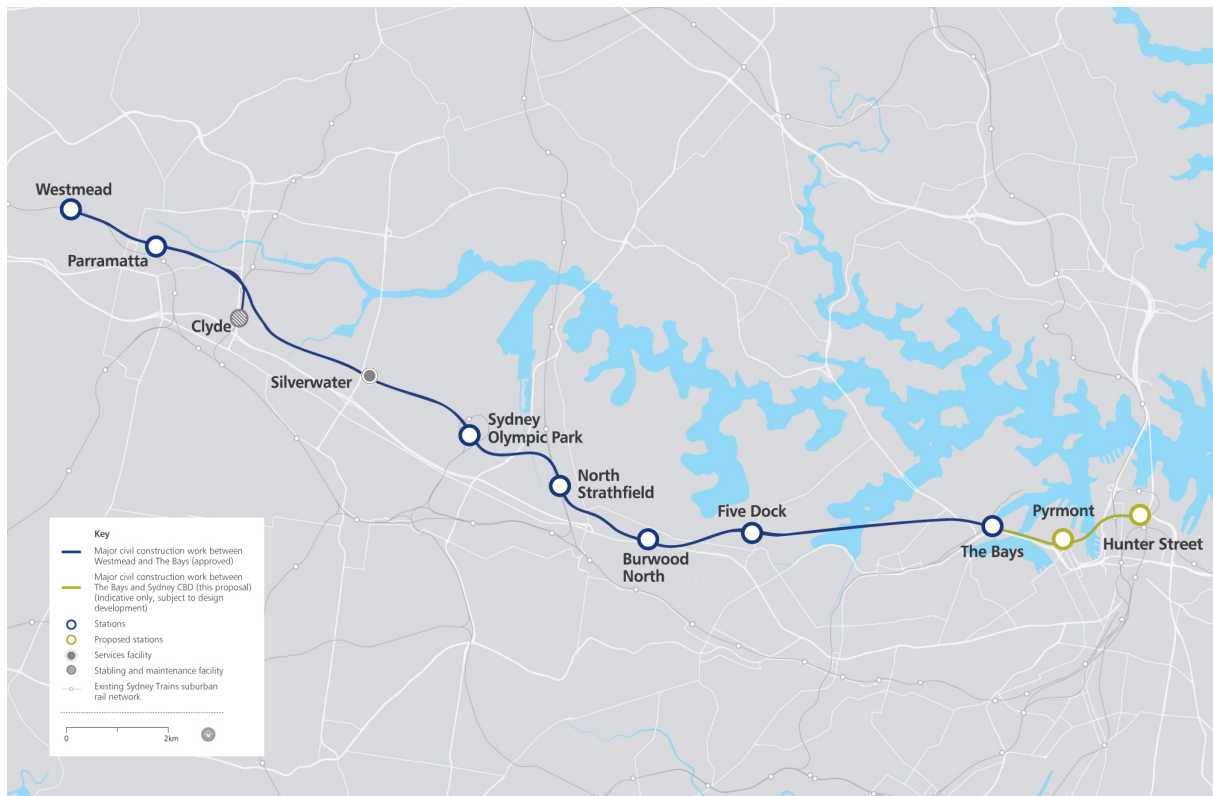 Westmead
Parramatta
Clyde
Silverwater
Sydney
Olympic Park
North
Strathfield
Five Dock
Burwood
North
The Bays
Pyrmont
Hunter Street
Key
Major civil construction work between
Westmead and The Bays (approved)
Major civil construction work between
The Bays and Sydney CBD (this proposal)
(Indicative only, subject to design
development)
Stations
Proposed stations
Services facility
Stabling and maintenance facility
Existing Sydney Trains suburban
rail network
0
2km